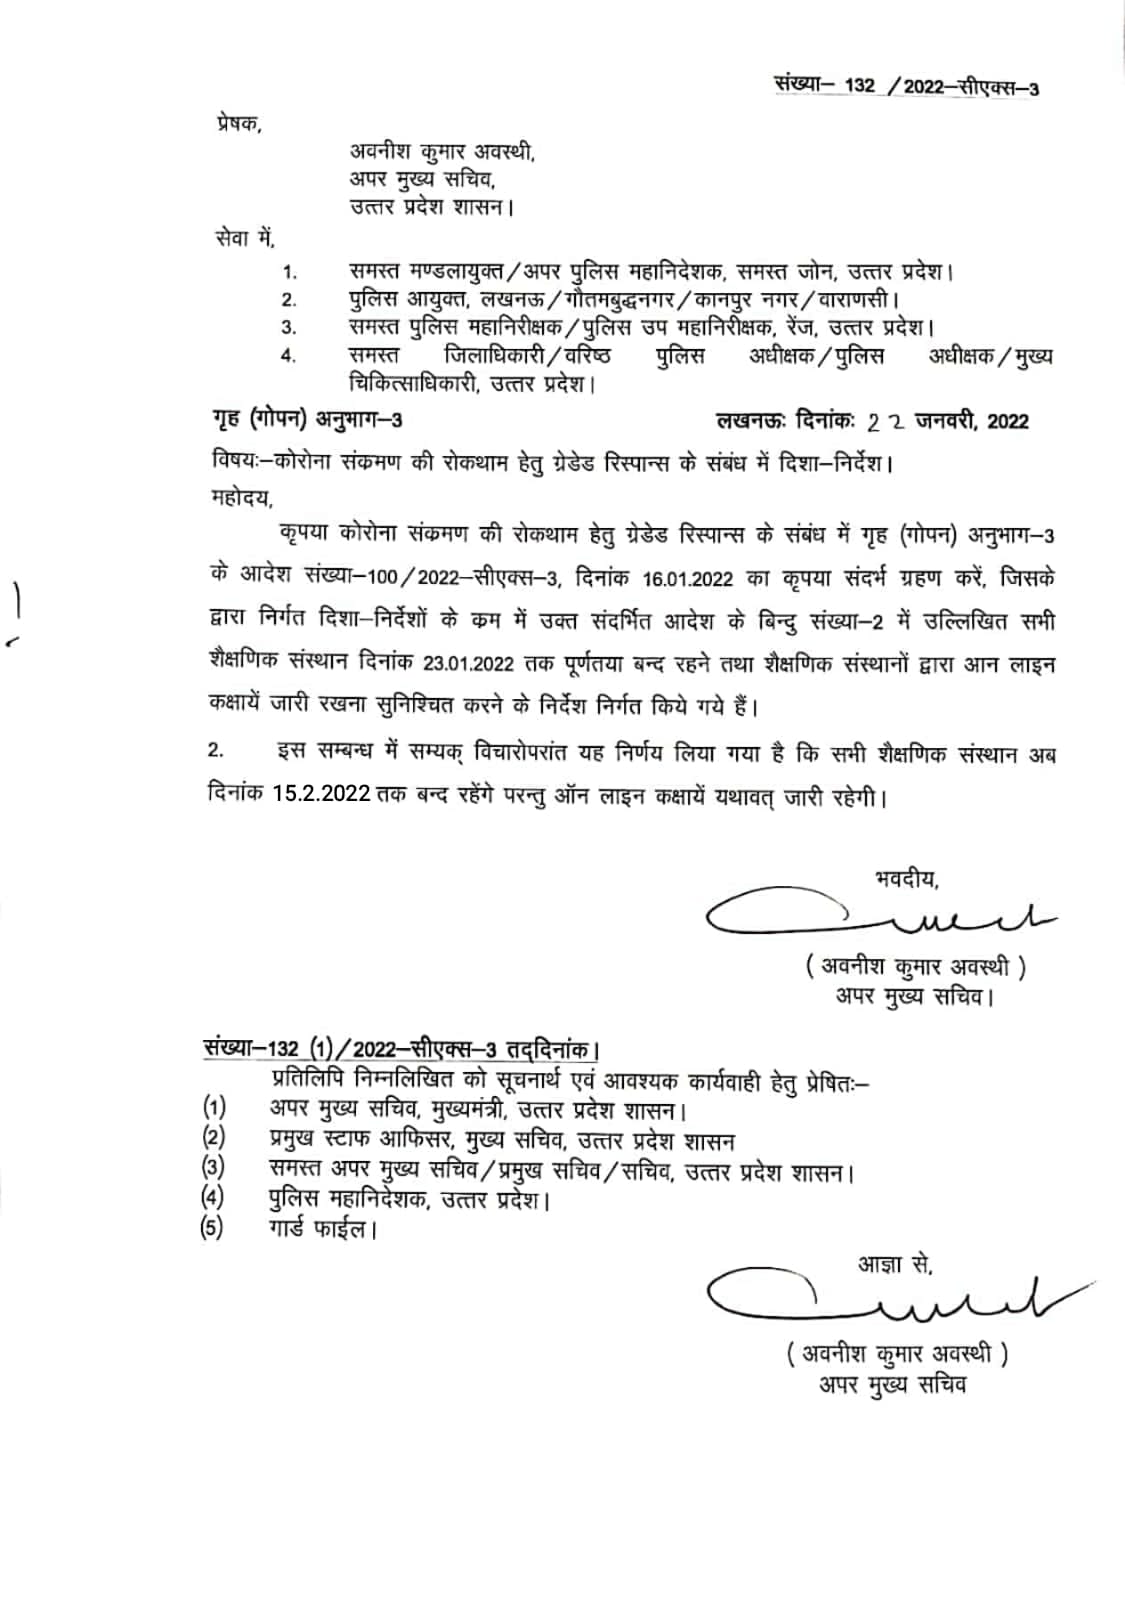 संख्या– 132 /2022–सीएक्स–3
प्रेषक,
अवनीश कुमार अवस्थी,
अपर मुख्य सचिव,
उत्तर प्रदेश शासन।
सेवा में,
1. समस्त मण्डलायुक्त/अपर पुलिस महानिदेशक, समस्त जोन, उत्तर प्रदेश।
2. पुलिस आयुक्त, लखनऊ/गौतमबुद्धनगर/कानपुर नगर/वाराणसी।
3. समस्त पुलिस महानिरीक्षक/पुलिस उप महानिरीक्षक, रेंज, उत्तर प्रदेश।
4. समस्त जिलाधिकारी/वरिष्ठ पुलिस अधीक्षक/पुलिस अधीक्षक/मुख्य
चिकित्साधिकारी, उत्तर प्रदेश।
गृह (गोपन) अनुभाग–3 लखनऊः दिनांकः 22 जनवरी, 2022
विषयः–कोरोना संक्रमण की रोकथाम हेतु ग्रेडेड रिस्पान्स के संबंध में दिशा–निर्देश।
महोदय,
कृपया कोरोना संक्रमण की रोकथाम हेतु ग्रेडेड रिस्पान्स के संबंध में गृह (गोपन) अनुभाग–3
के आदेश संख्या–100/2022–सीएक्स–3, दिनांक 16.01.2022 का कृपया संदर्भ ग्रहण करें, जिसके
द्वारा निर्गत दिशा–निर्देशों के क्रम में उक्त संदर्भित आदेश के बिन्दु संख्या–2 में उल्लिखित सभी
शैक्षणिक संस्थान दिनांक 23.01.2022 तक पूर्णतया बन्द रहने तथा शैक्षणिक संस्थानों द्वारा आन लाइन
कक्षायें जारी रखना सुनिश्चित करने के निर्देश निर्गत किये गये हैं।
2. इस सम्बन्ध में सम्यक् विचारोपरांत यह निर्णय लिया गया है कि सभी शैक्षणिक संस्थान अब
दिनांक 15.2.2022 तक बन्द रहेंगे परन्तु ऑन लाइन कक्षायें यथावत् जारी रहेगी।
भवदीय,
( अवनीश कुमार अवस्थी )
अपर मुख्य सचिव।
संख्या–132 (1)/2022–सीएक्स–3 तद्दिनांक।
प्रतिलिपि निम्नलिखित को सूचनार्थ एवं आवश्यक कार्यवाही हेतु प्रेषितः–
(1) अपर मुख्य सचिव, मुख्यमंत्री, उत्तर प्रदेश शासन।
(2) प्रमुख स्टाफ आफिसर, मुख्य सचिव, उत्तर प्रदेश शासन
(3) समस्त अपर मुख्य सचिव/प्रमुख सचिव/सचिव, उत्तर प्रदेश शासन।
(4) पुलिस महानिदेशक, उत्तर प्रदेश।
(5) गार्ड फाईल।
आज्ञा से,
( अवनीश कुमार अवस्थी )
अपर मुख्य सचिव